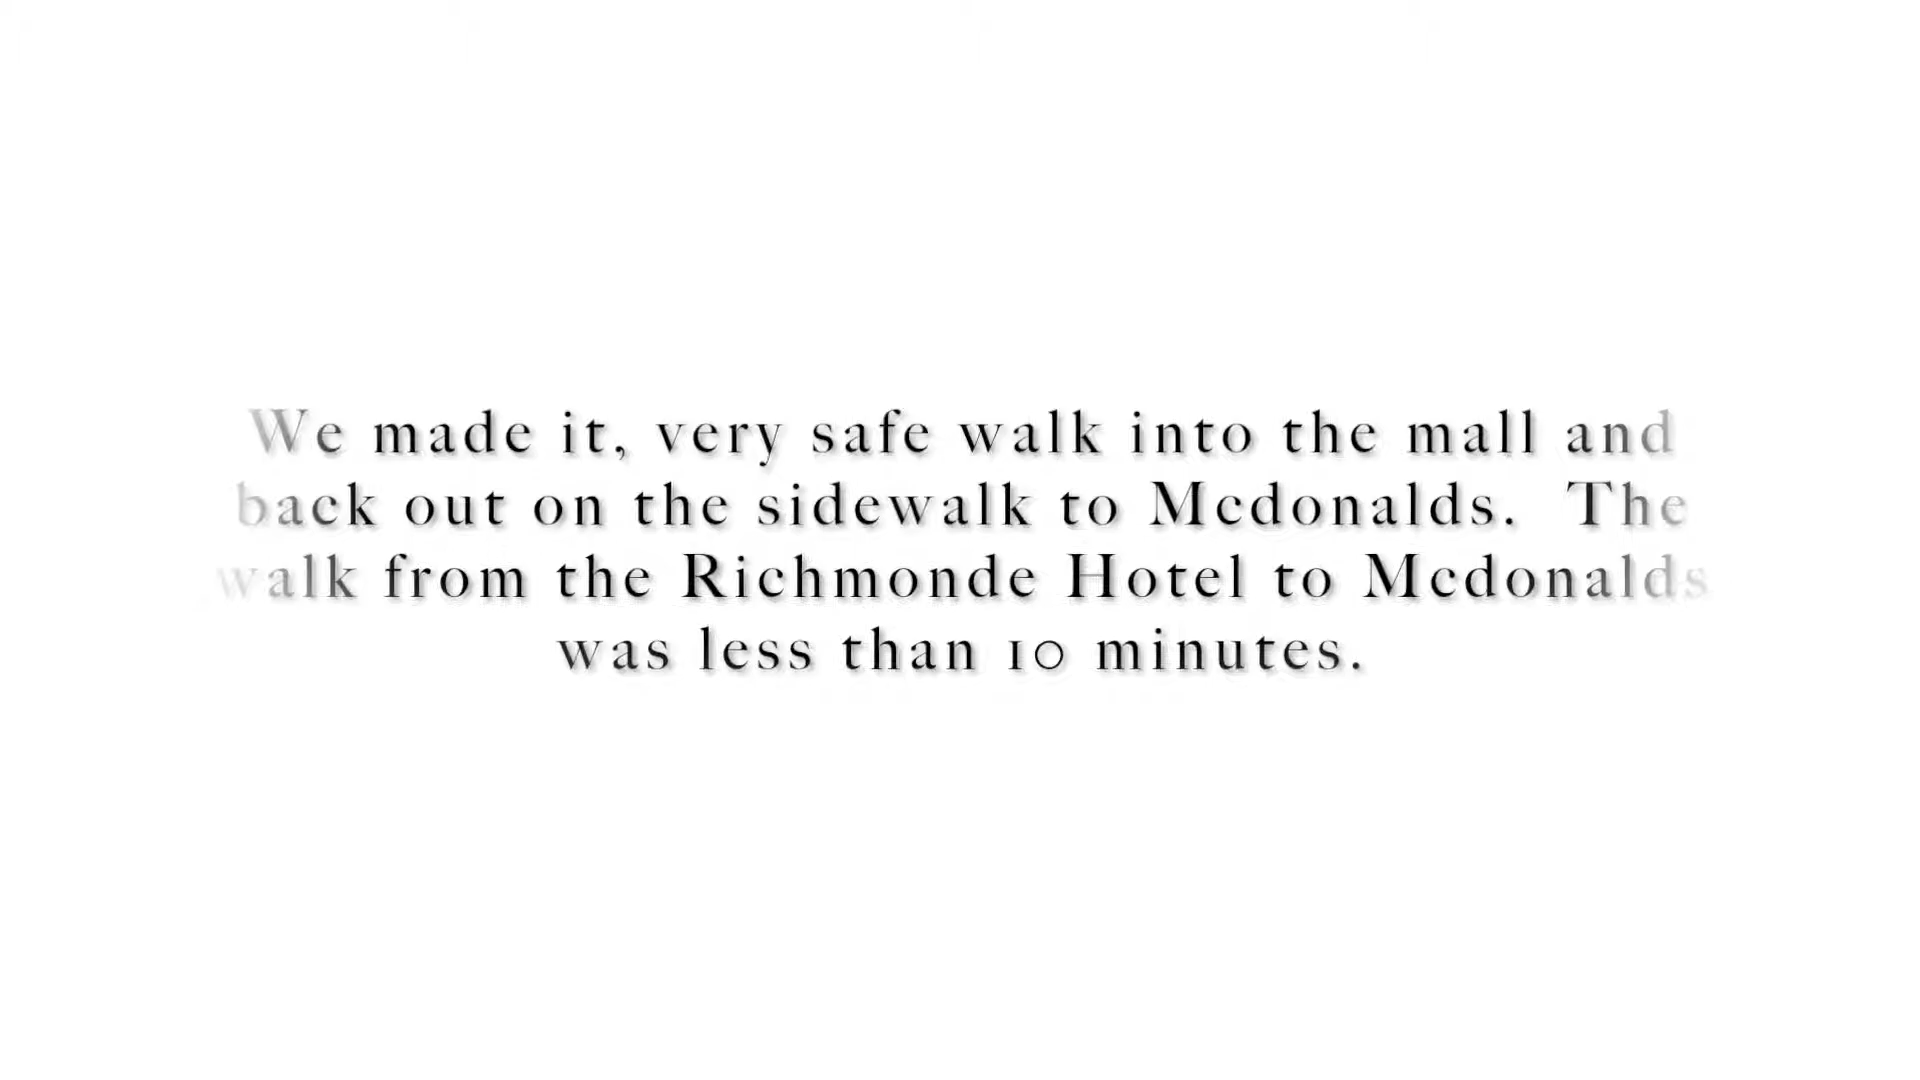 We made it, very safe walk into the mall and
back out on the sidewalk to Mcdonalds.  The
walk from the Richmonde Hotel to Mcdonalds
was less than 10 minutes.